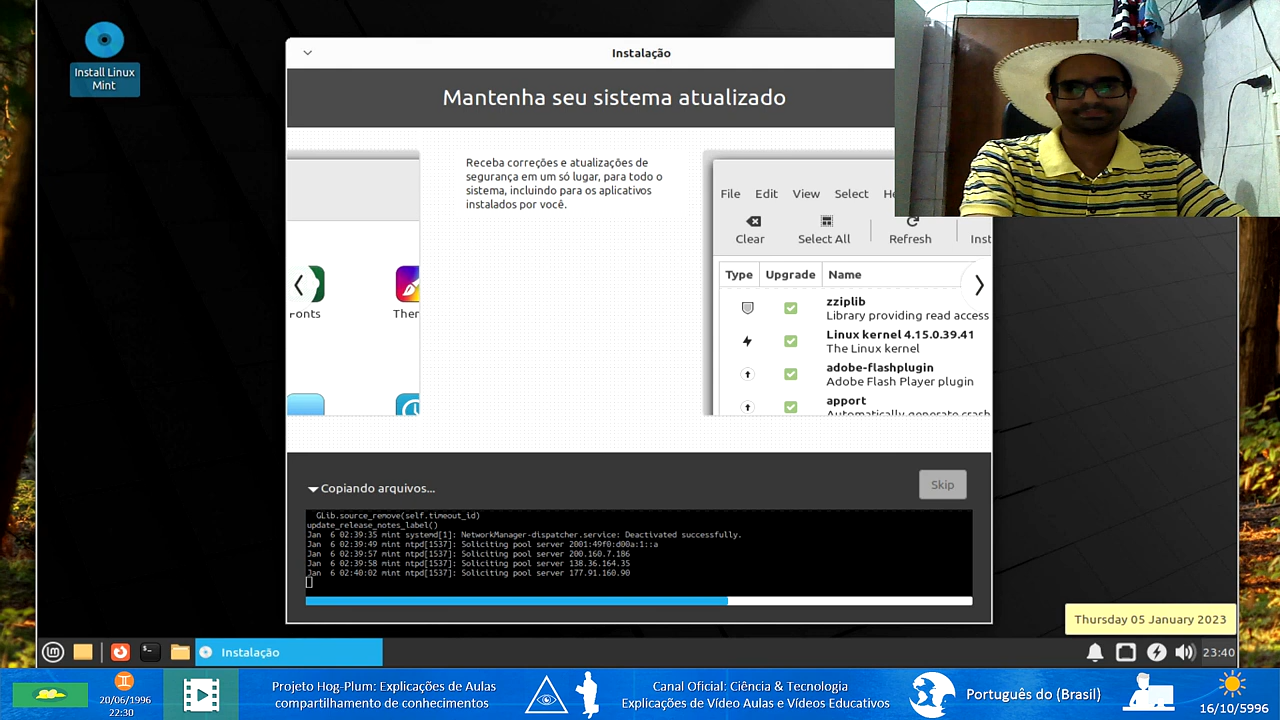 Install Linux
Mint
Instalação
Mantenha seu sistema atualizado
Receba correções e atualizações de
segurança em um só lugar, para todo o
sistema, incluindo para os aplicativos
instalados por você.
Fonts
File Edit View Select
Clear Select All Refresh
Type Upgrade Name
zziplib
Library providing read access
Linux kernel 4.15.0.39.41
The Linux kernel
adobe-flashplugin
Adobe Flash Player plugin
apport
Automatically generate crash
Copiando arquivos...
Skip
GLib.source_remove(self.timeout_id)
update_release_notes_label()
Jan 6 02:39:35 mint systemd[1]: NetworkManager-dispatcher.service: Deactivated successfully.
Jan 6 02:39:49 mint ntpd[1537]: Soliciting pool server 2001:49f0:d00a:1::a
Jan 6 02:39:57 mint ntpd[1537]: Soliciting pool server 200.160.7.186
Jan 6 02:39:58 mint ntpd[1537]: Soliciting pool server 138.36.164.35
Jan 6 02:40:02 mint ntpd[1537]: Soliciting pool server 177.91.160.90
Thursday 05 January 2023
Instalação
23:40
20/06/1996
22:30
Projeto Hog-Plum: Explicações de Aulas
compartilhamento de conhecimentos
Canal Oficial: Ciência & Tecnologia
Explicações de Vídeo Aulas e Vídeos Educativos
Português do (Brasil)
16/10/5996